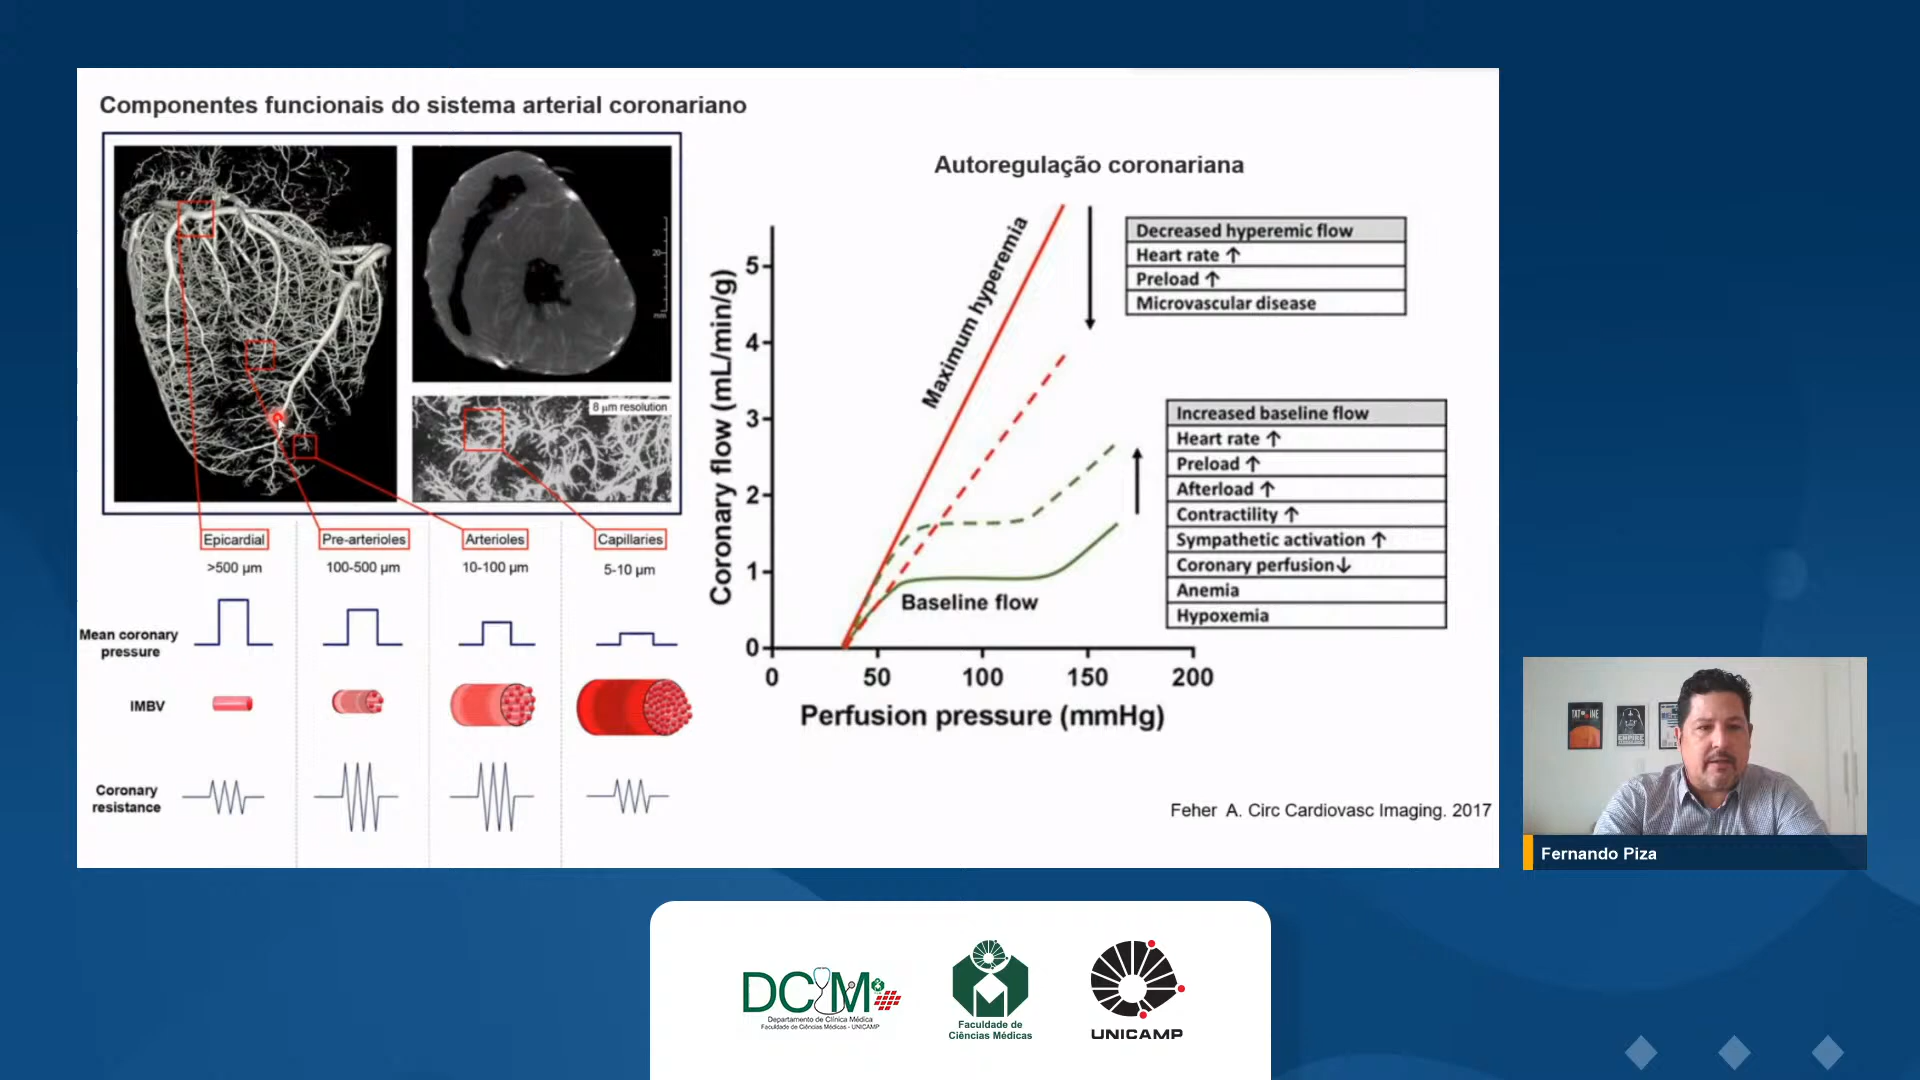 Componentes funcionais do sistema arterial coronariano
8 µm resolution
20
mm
Epicardial
Pre-arterioles
Arterioles
Capillaries
>500 µm
100-500 µm
10-100 µm
5-10 µm
Mean coronary
pressure
IMBV
Coronary
resistance
Autoregulação coronariana
Coronary flow (mL/min/g)
5
4
3
2
1
0
Maximum hyperemia
Baseline flow
0
50
100
150
200
Perfusion pressure (mmHg)
Decreased hyperemic flow
Heart rate ↑
Preload ↑
Microvascular disease
Increased baseline flow
Heart rate ↑
Preload ↑
Afterload ↑
Contractility ↑
Sympathetic activation ↑
Coronary perfusion↓
Anemia
Hypoxemia
Feher A. Circ Cardiovasc Imaging. 2017
EMPIRE
Fernando Piza
DCM
Departamento de Clínica Médica
Faculdade de Ciências Médicas - UNICAMP
Faculdade de
Ciências Médicas
UNICAMP